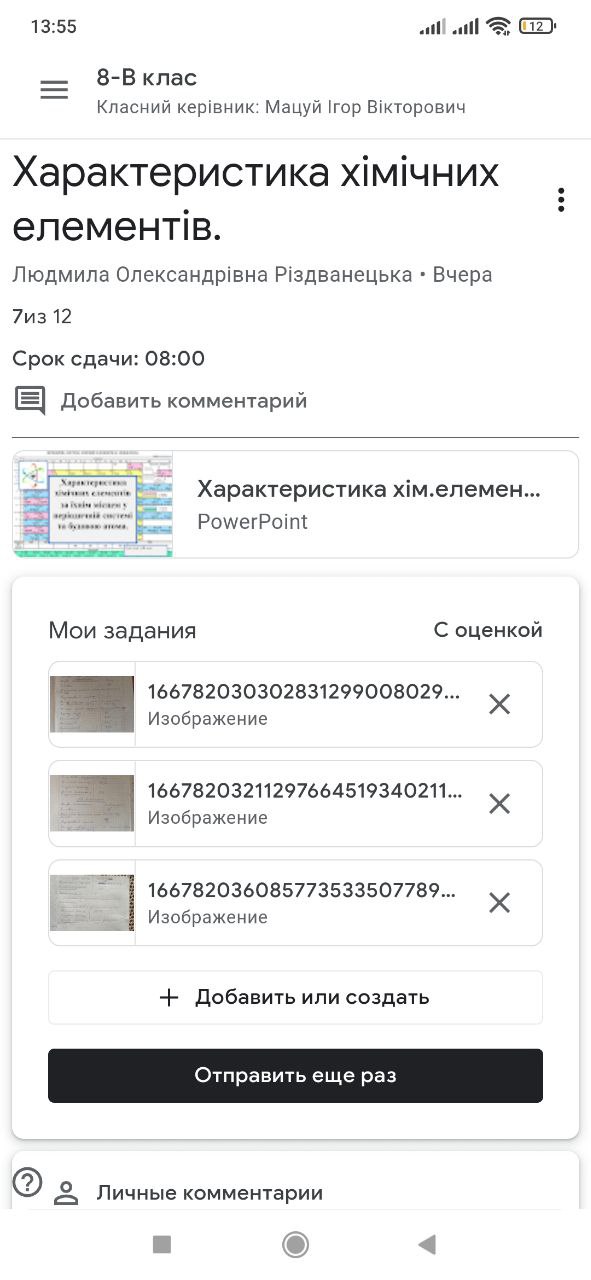 13:55
12
8-В клас
Класний керівник: Мацуй Ігор Вікторович
Характеристика хімічних
елементів.
Людмила Олександрівна Різдванецька • Вчера
7из 12
Срок сдачи: 08:00
Добавить комментарий
Характеристика
хімічних елементів
за їхнім місцем у
періодичній системі
та будовою атома.
Характеристика хім.елемен...
PowerPoint
Мои задания
С оценкой
166782030302831299008029...
Изображение
16678203211297664519340211...
Изображение
166782036085773533507789...
Изображение
+ Добавить или создать
Отправить еще раз
? Личные комментарии